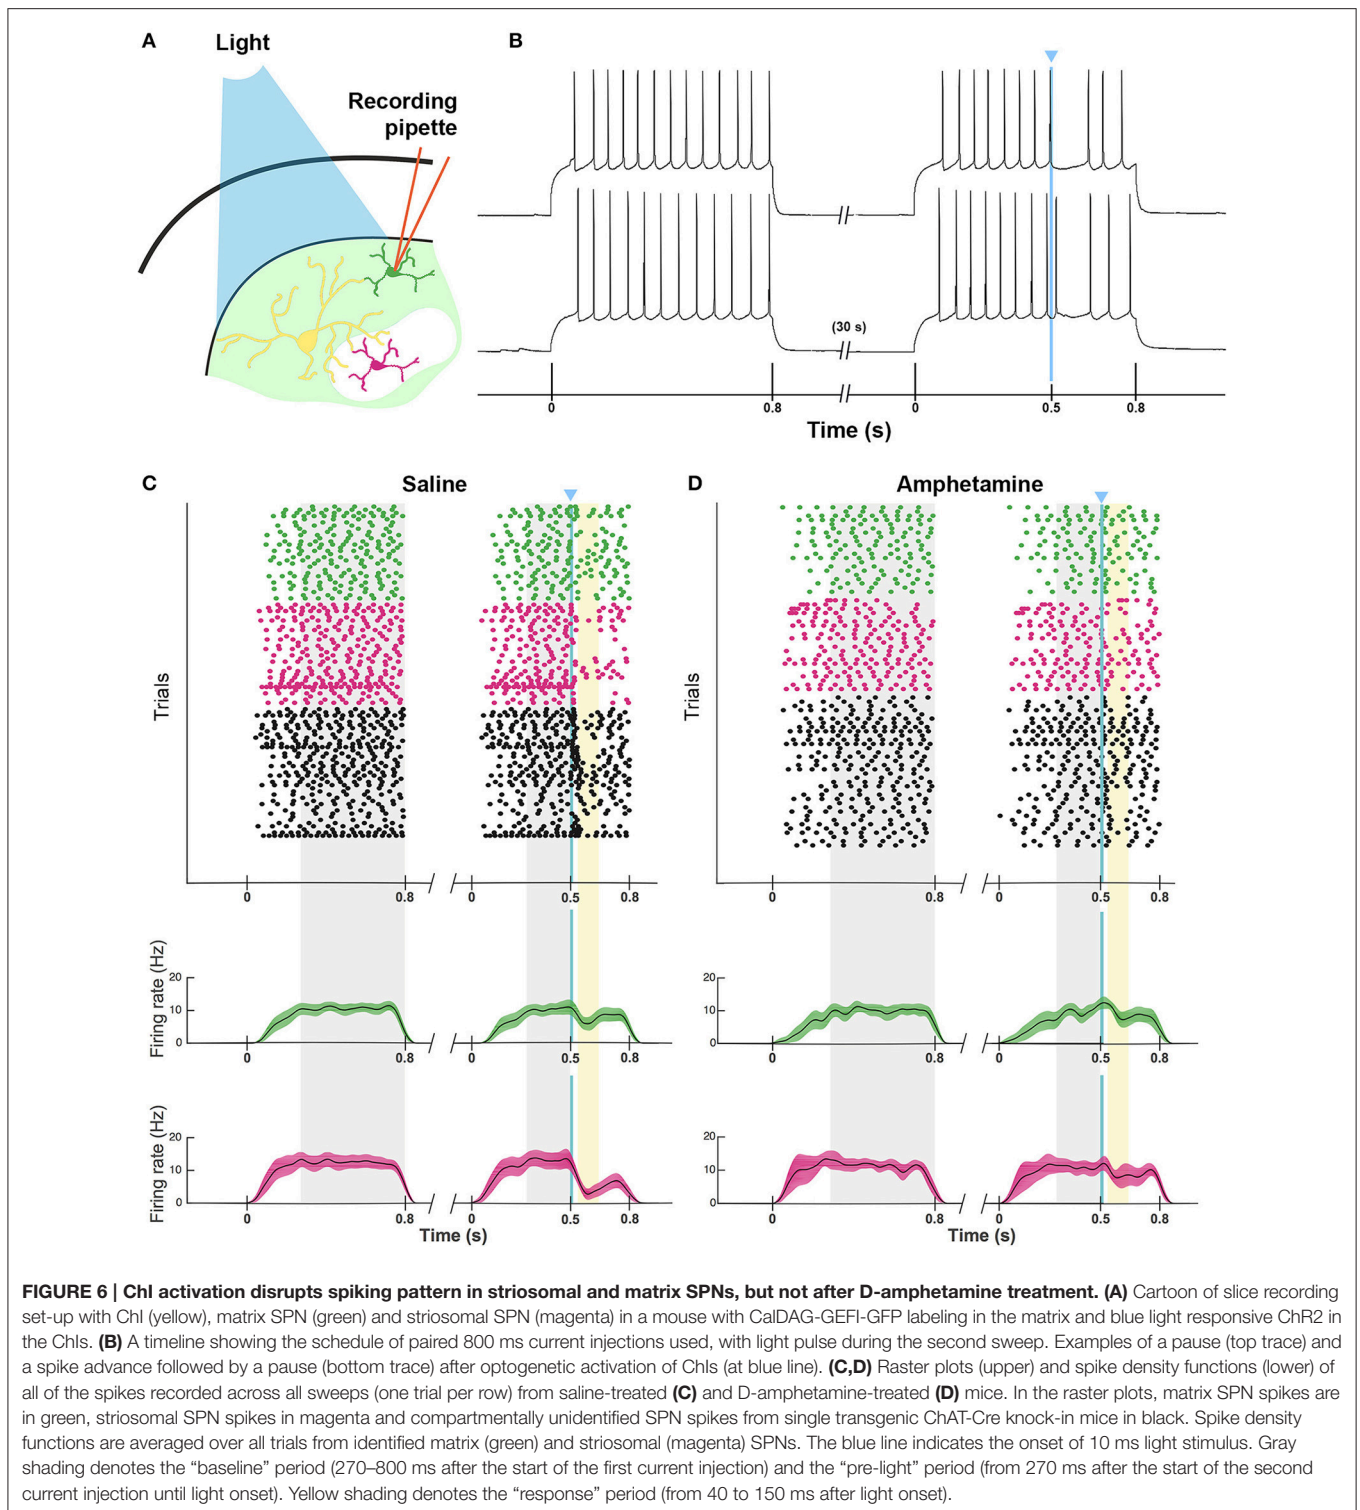 A
Light
Recording
pipette
B
(30 s)
0
0.8
0
0.5
0.8
Time (s)
C
Saline
Trials
0
0.8
0
0.5
0.8
Firing rate (Hz)
20
10
0
0
0.8
0
0.5
0.8
Firing rate (Hz)
20
10
0
0
0.8
0
0.5
0.8
Time (s)
D
Amphetamine
Trials
0
0.8
0
0.5
0.8
20
10
0
0
0.8
0
0.5
0.8
20
10
0
0
0.8
0
0.5
0.8
Time (s)
FIGURE 6 | ChI activation disrupts spiking pattern in striosomal and matrix SPNs, but not after D-amphetamine treatment. (A) Cartoon of slice recording
set-up with ChI (yellow), matrix SPN (green) and striosomal SPN (magenta) in a mouse with CalDAG-GEFI-GFP labeling in the matrix and blue light responsive ChR2 in
the ChIs. (B) A timeline showing the schedule of paired 800 ms current injections used, with light pulse during the second sweep. Examples of a pause (top trace) and
a spike advance followed by a pause (bottom trace) after optogenetic activation of ChIs (at blue line). (C,D) Raster plots (upper) and spike density functions (lower) of
all of the spikes recorded across all sweeps (one trial per row) from saline-treated (C) and D-amphetamine-treated (D) mice. In the raster plots, matrix SPN spikes are
in green, striosomal SPN spikes in magenta and compartmentally unidentified SPN spikes from single transgenic ChAT-Cre knock-in mice in black. Spike density
functions are averaged over all trials from identified matrix (green) and striosomal (magenta) SPNs. The blue line indicates the onset of 10 ms light stimulus. Gray
shading denotes the “baseline” period (270–800 ms after the start of the first current injection) and the “pre-light” period (from 270 ms after the start of the second
current injection until light onset). Yellow shading denotes the “response” period (from 40 to 150 ms after light onset).